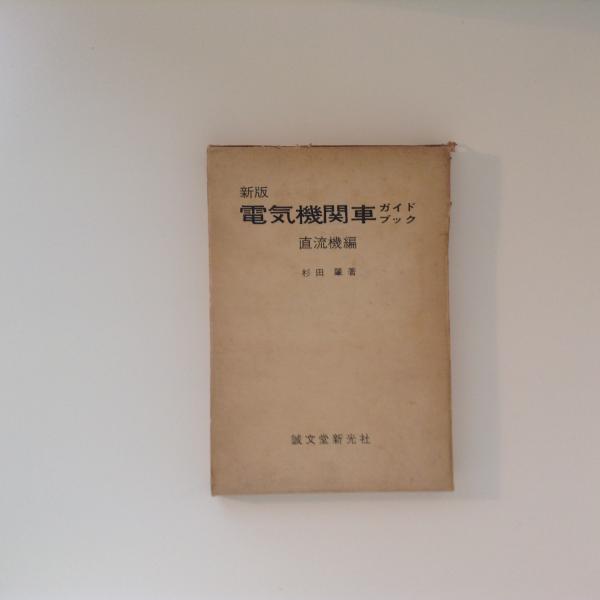 新版
電気機関車ガイドブック
直流機編
杉田肇著
誠文堂新光社